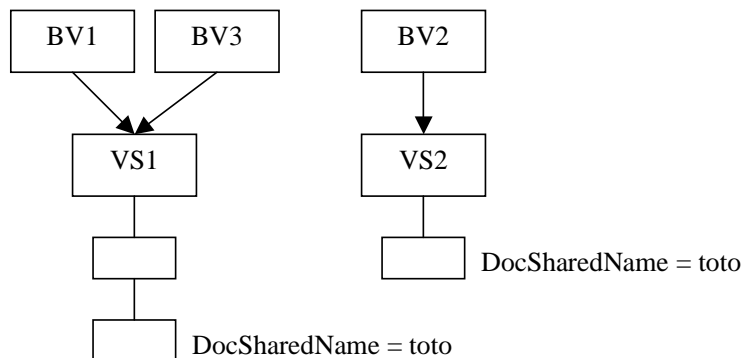 BV1 BV3 BV2
VS1 VS2
DocSharedName = toto
DocSharedName = toto